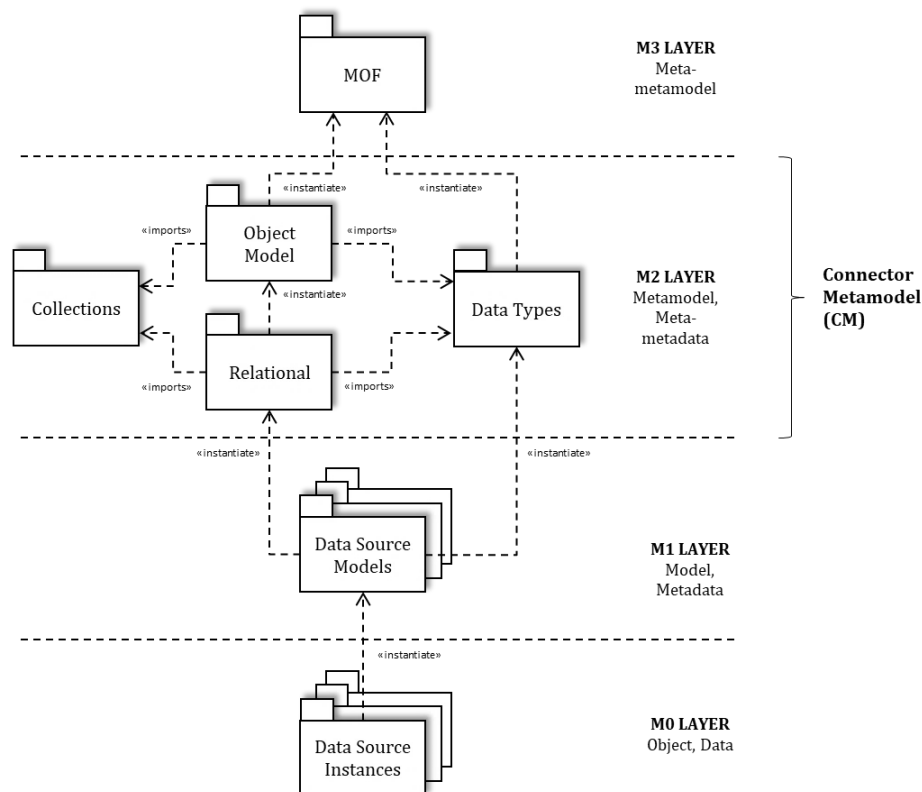 MOF
M3 LAYER
Meta-
metamodel
«instantiate»
«instantiate»
Object
Model
«imports»
«imports»
Collections
«instantiate»
Data Types
M2 LAYER
Metamodel,
Meta-
metadata
Connector
Metamodel
(CM)
Relational
«imports»
«imports»
«instantiate»
«instantiate»
Data Source
Models
M1 LAYER
Model,
Metadata
«instantiate»
Data Source
Instances
M0 LAYER
Object, Data